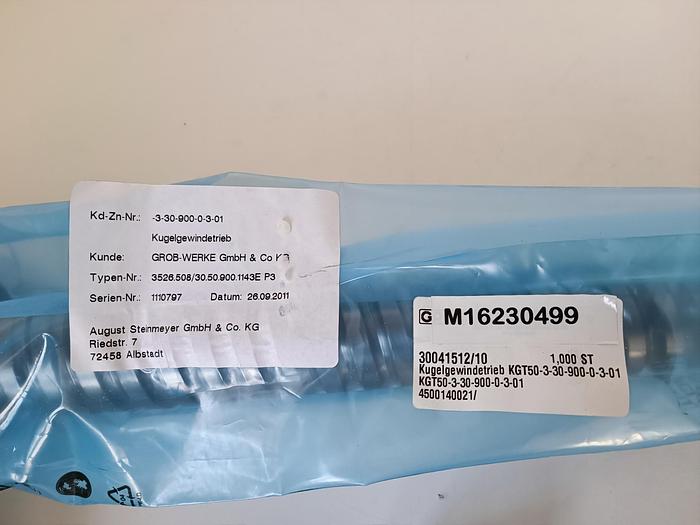 Kd-Zn-Nr.: -3-30-900-0-3-01
Kugelgewindetrieb
Kunde: GROB-WERKE GmbH & Co KG
Typen-Nr.: 3526.508/30.50.900.1143E P3
Serien-Nr.: 1110797 Datum: 26.09.2011
August Steinmeyer GmbH & Co. KG
Riedstr. 7
72458 Albstadt
G M16230499
30041512/10 1,000 ST
Kugelgewindetrieb KGT50-3-30-900-0-3-01
KGT50-3-30-900-0-3-01
4500140021/